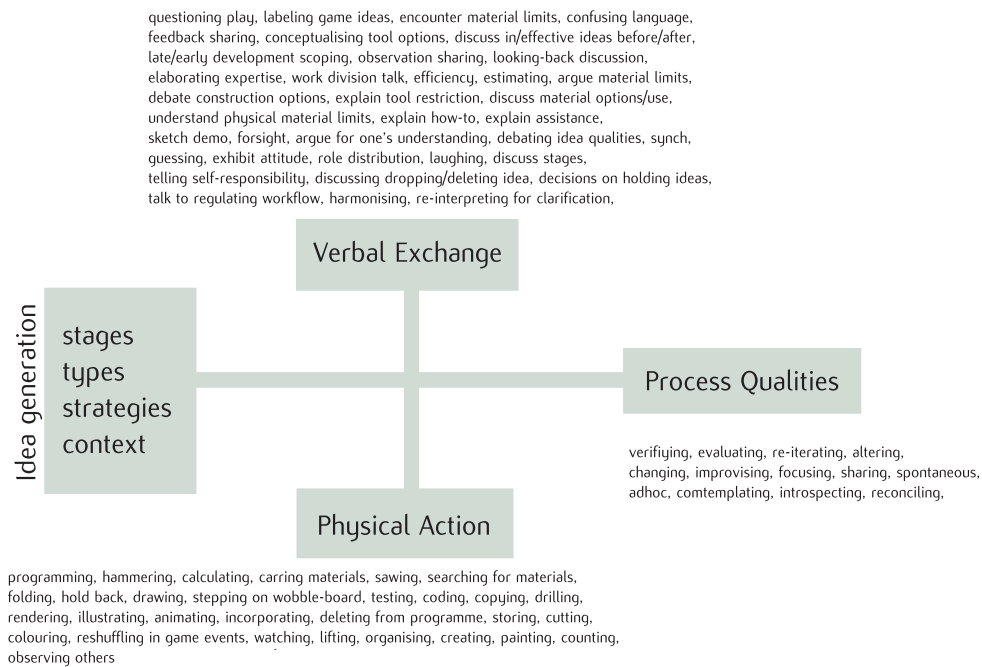 questioning play, labeling game ideas, encounter material limits, confusing language,
feedback sharing, conceptualising tool options, discuss in/effective ideas before/after,
late/early development scoping, observation sharing, looking-back discussion,
elaborating expertise, work division talk, efficiency, estimating, argue material limits,
debate construction options, explain tool restriction, discuss material options/use,
understand physical material limits, explain how-to, explain assistance,
sketch demo, forsight, argue for one's understanding, debating idea qualities, synch,
guessing, exhibit attitude, role distribution, laughing, discuss stages,
telling self-responsibility, discussing dropping/deleting idea, decisions on holding ideas,
talk to regulating workflow, harmonising, re-interpreting for clarification,
Verbal Exchange
Idea generation
stages
types
strategies
context
Process Qualities
verifiying, evaluating, re-iterating, altering,
changing, improvising, focusing, sharing, spontaneous,
adhoc, comtemplating, introspecting, reconciling,
Physical Action
programming, hammering, calculating, carring materials, sawing, searching for materials,
folding, hold back, drawing, stepping on wobble-board, testing, coding, copying, drilling,
rendering, illustrating, animating, incorporating, deleting from programme, storing, cutting,
colouring, reshuffling in game events, watching, lifting, organising, creating, painting, counting,
observing others